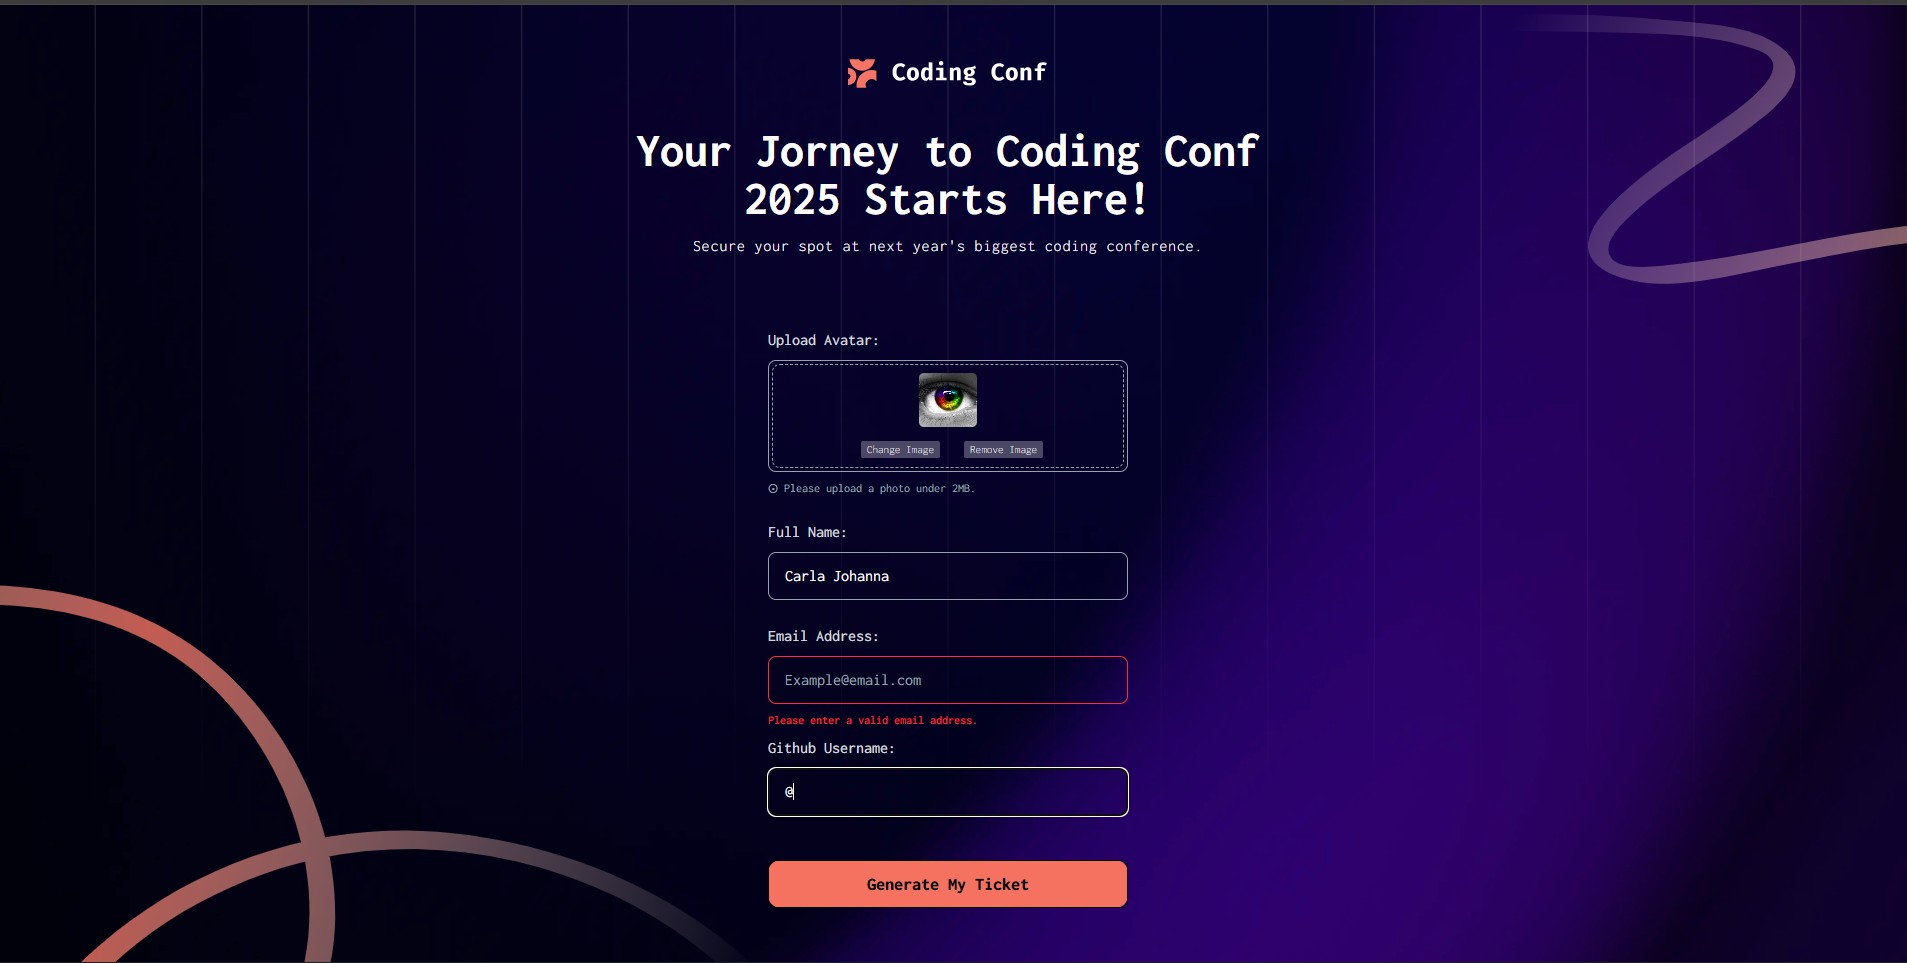 Coding Conf
Your Jorney to Coding Conf
2025 Starts Here!
Secure your spot at next year's biggest coding conference.
Upload Avatar:
Change Image Remove Image
Please upload a photo under 2MB.
Full Name:
Carla Johanna
Email Address:
Example@email.com
Please enter a valid email address.
Github Username:
@
Generate My Ticket